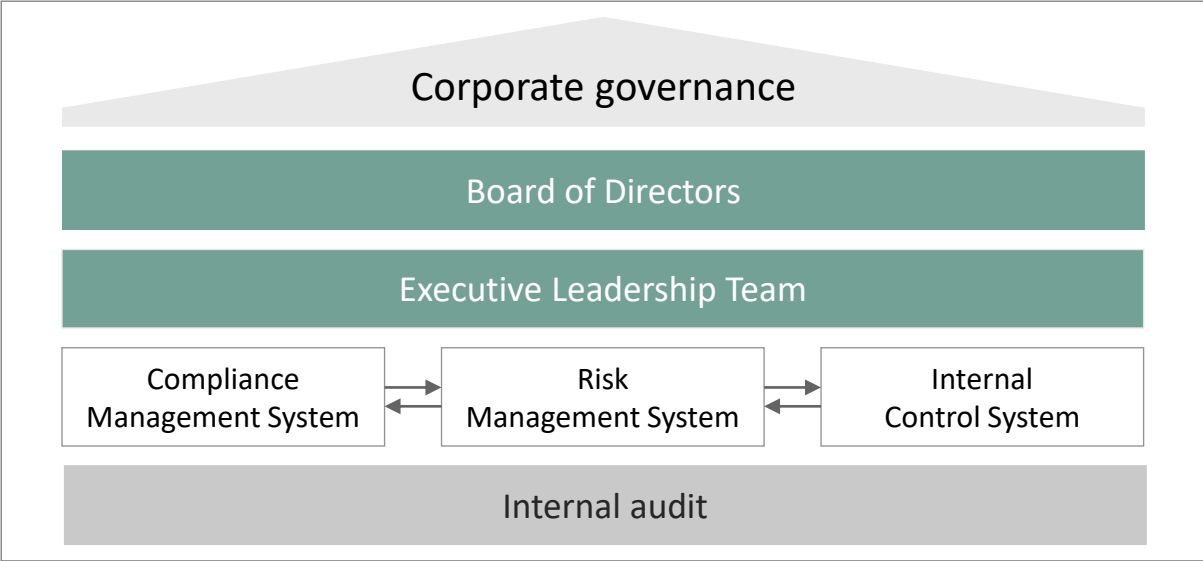 Corporate governance
Board of Directors
Executive Leadership Team
Compliance
Management System
Risk
Management System
Internal
Control System
Internal audit